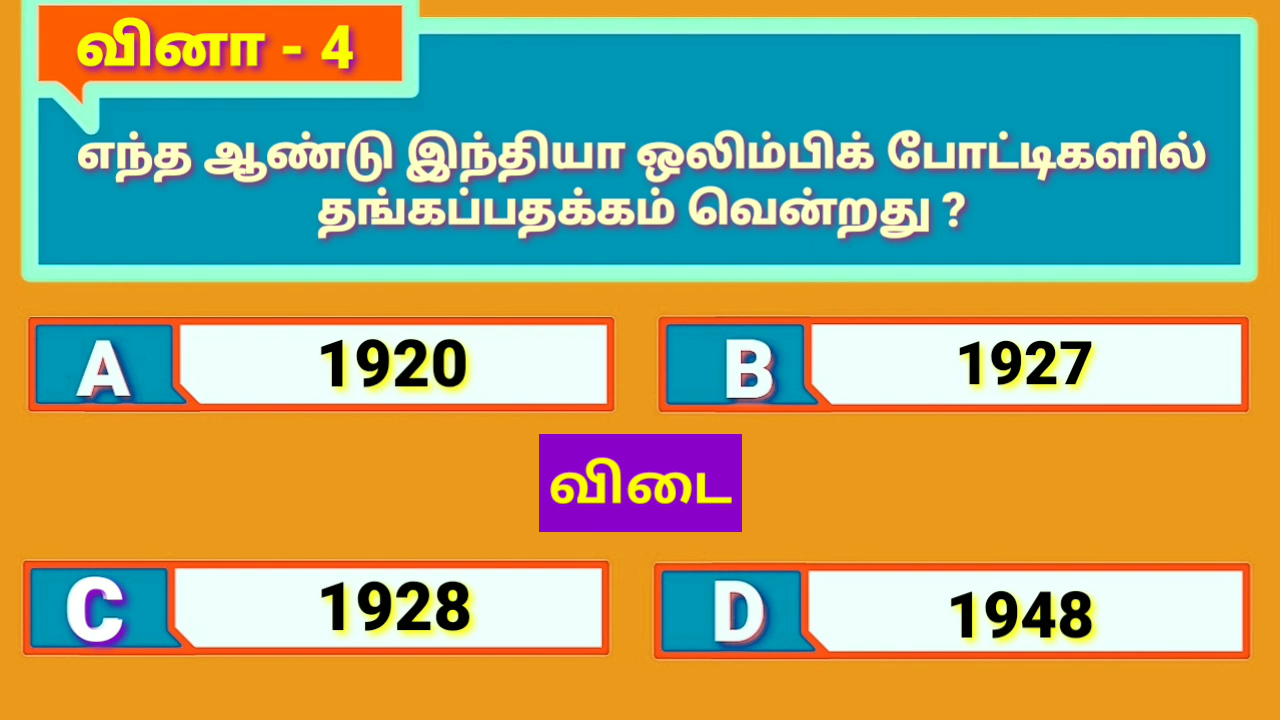 வினா - 4
எந்த ஆண்டு இந்தியா ஒலிம்பிக் போட்டிகளில்
தங்கப்பதக்கம் வென்றது ?
A 1920
B 1927
விடை
C 1928
D 1948